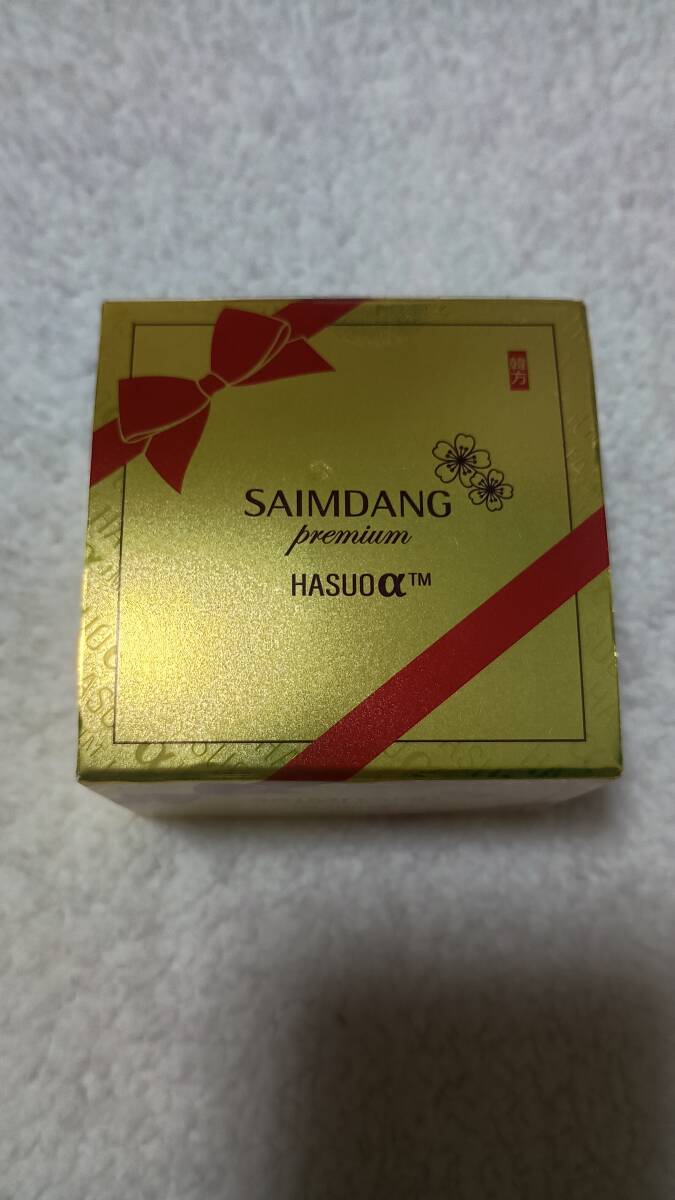 韓方
SAIMDANG
premium
HASUOα™